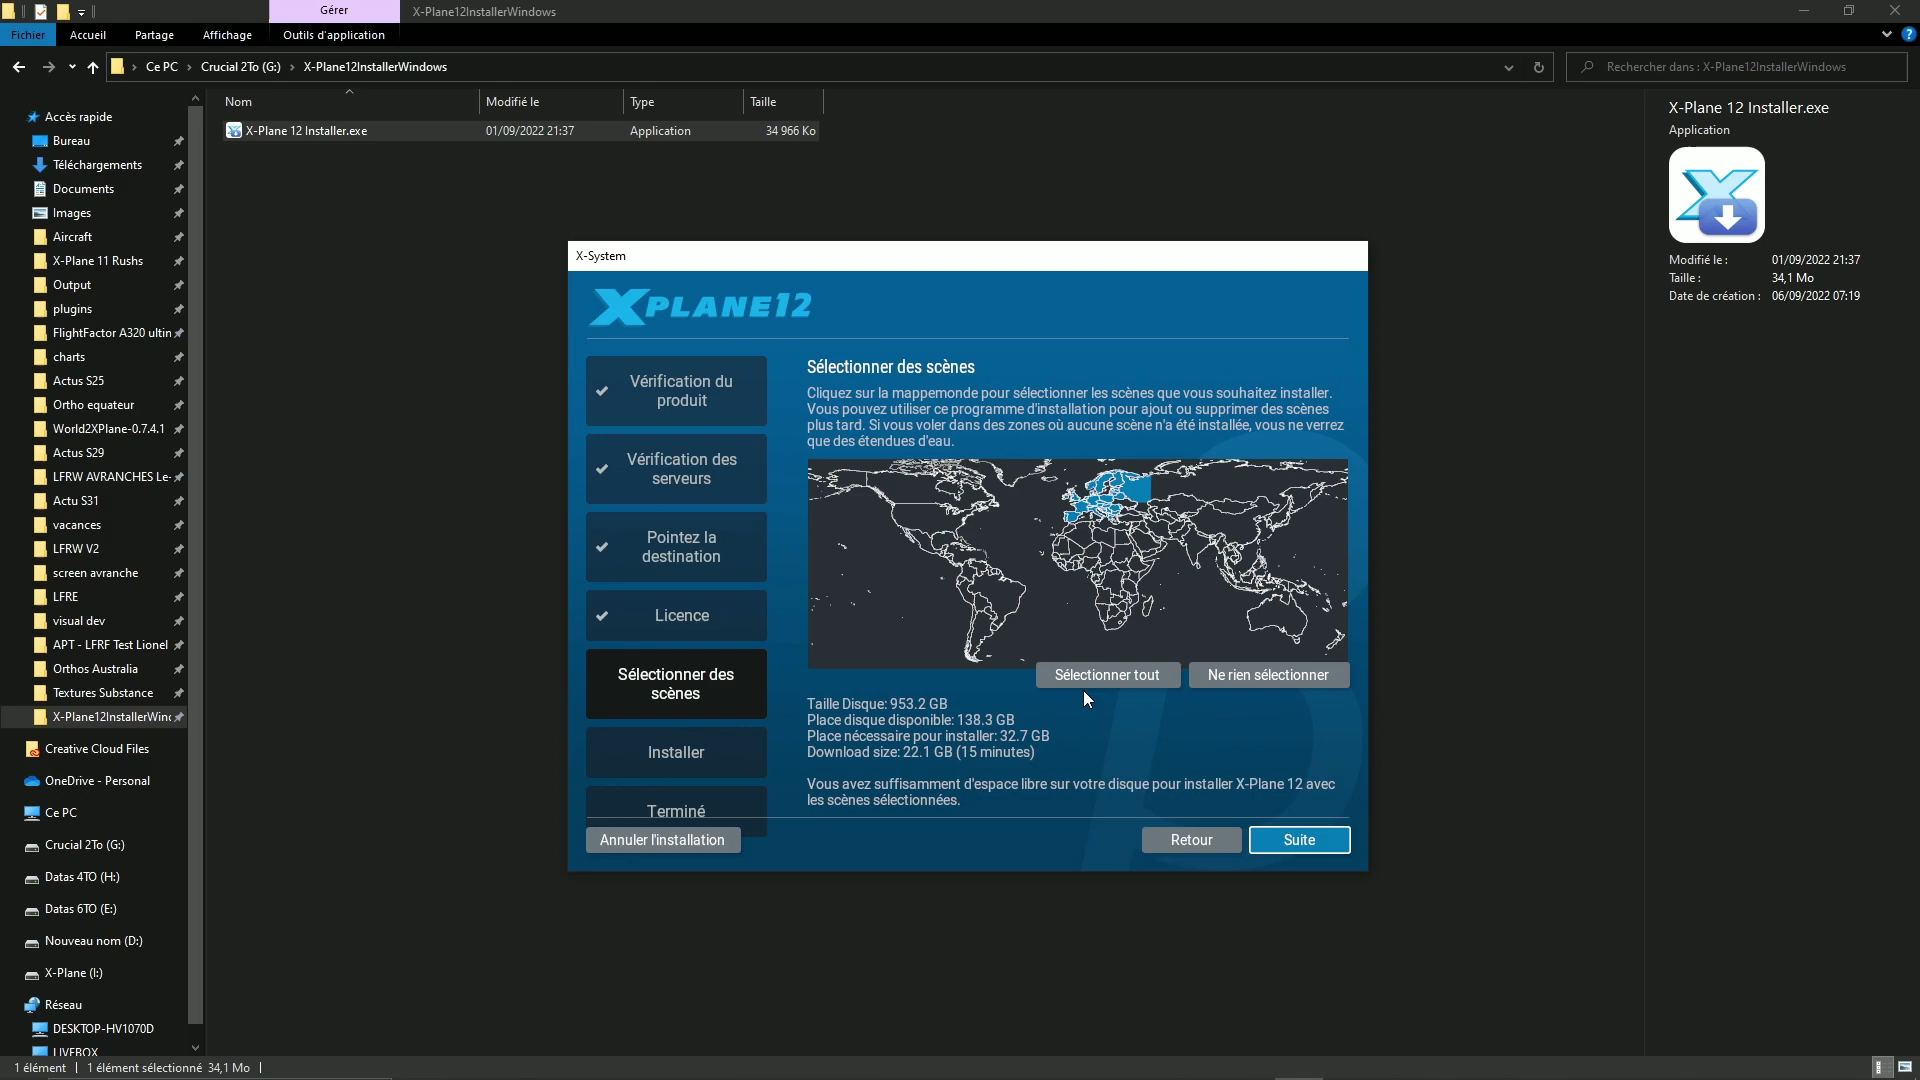 Gérer
X-Plane12InstallerWindows
Fichier
Accueil
Partage
Affichage
Outils d'application
?
Ce PC
Crucial 2To (G:)
X-Plane12InstallerWindows
Rechercher dans : X-Plane12InstallerWindows
Nom
Modifié le
Type
Taille
X-Plane 12 Installer.exe
01/09/2022 21:37
Application
34 966 Ko
Accès rapide
Bureau
Téléchargements
Documents
Images
Aircraft
X-Plane 11 Rushs
Output
plugins
FlightFactor A320 ultin
charts
Actus S25
Ortho equateur
World2XPlane-0.7.4.1
Actus S29
LFRW AVRANCHES Le-
Actu S31
vacances
LFRW V2
screen avranche
LFRE
visual dev
APT - LFRF Test Lionel
Orthos Australia
Textures Substance
X-Plane12InstallerWinc
Creative Cloud Files
OneDrive - Personal
Ce PC
Crucial 2To (G:)
Datas 4TO (H:)
Datas 6TO (E:)
Nouveau nom (D:)
X-Plane (I:)
Réseau
DESKTOP-HV1070D
LIVEBOX
1 élément
1 élément sélectionné 34,1 Mo
X-Plane 12 Installer.exe
Application
Modifié le : 01/09/2022 21:37
Taille : 34,1 Mo
Date de création : 06/09/2022 07:19
X-System
XPLANE12
Vérification du
produit
Vérification des
serveurs
Pointez la
destination
Licence
Sélectionner des
scènes
Installer
Terminé
Sélectionner des scènes
Cliquez sur la mappemonde pour sélectionner les scènes que vous souhaitez installer.
Vous pouvez utiliser ce programme d'installation pour ajout ou supprimer des scènes
plus tard. Si vous voler dans des zones où aucune scène n'a été installée, vous ne verrez
que des étendues d'eau.
Sélectionner tout
Ne rien sélectionner
Taille Disque: 953.2 GB
Place disque disponible: 138.3 GB
Place nécessaire pour installer: 32.7 GB
Download size: 22.1 GB (15 minutes)
Vous avez suffisamment d'espace libre sur votre disque pour installer X-Plane 12 avec
les scènes sélectionnées.
Annuler l'installation
Retour
Suite